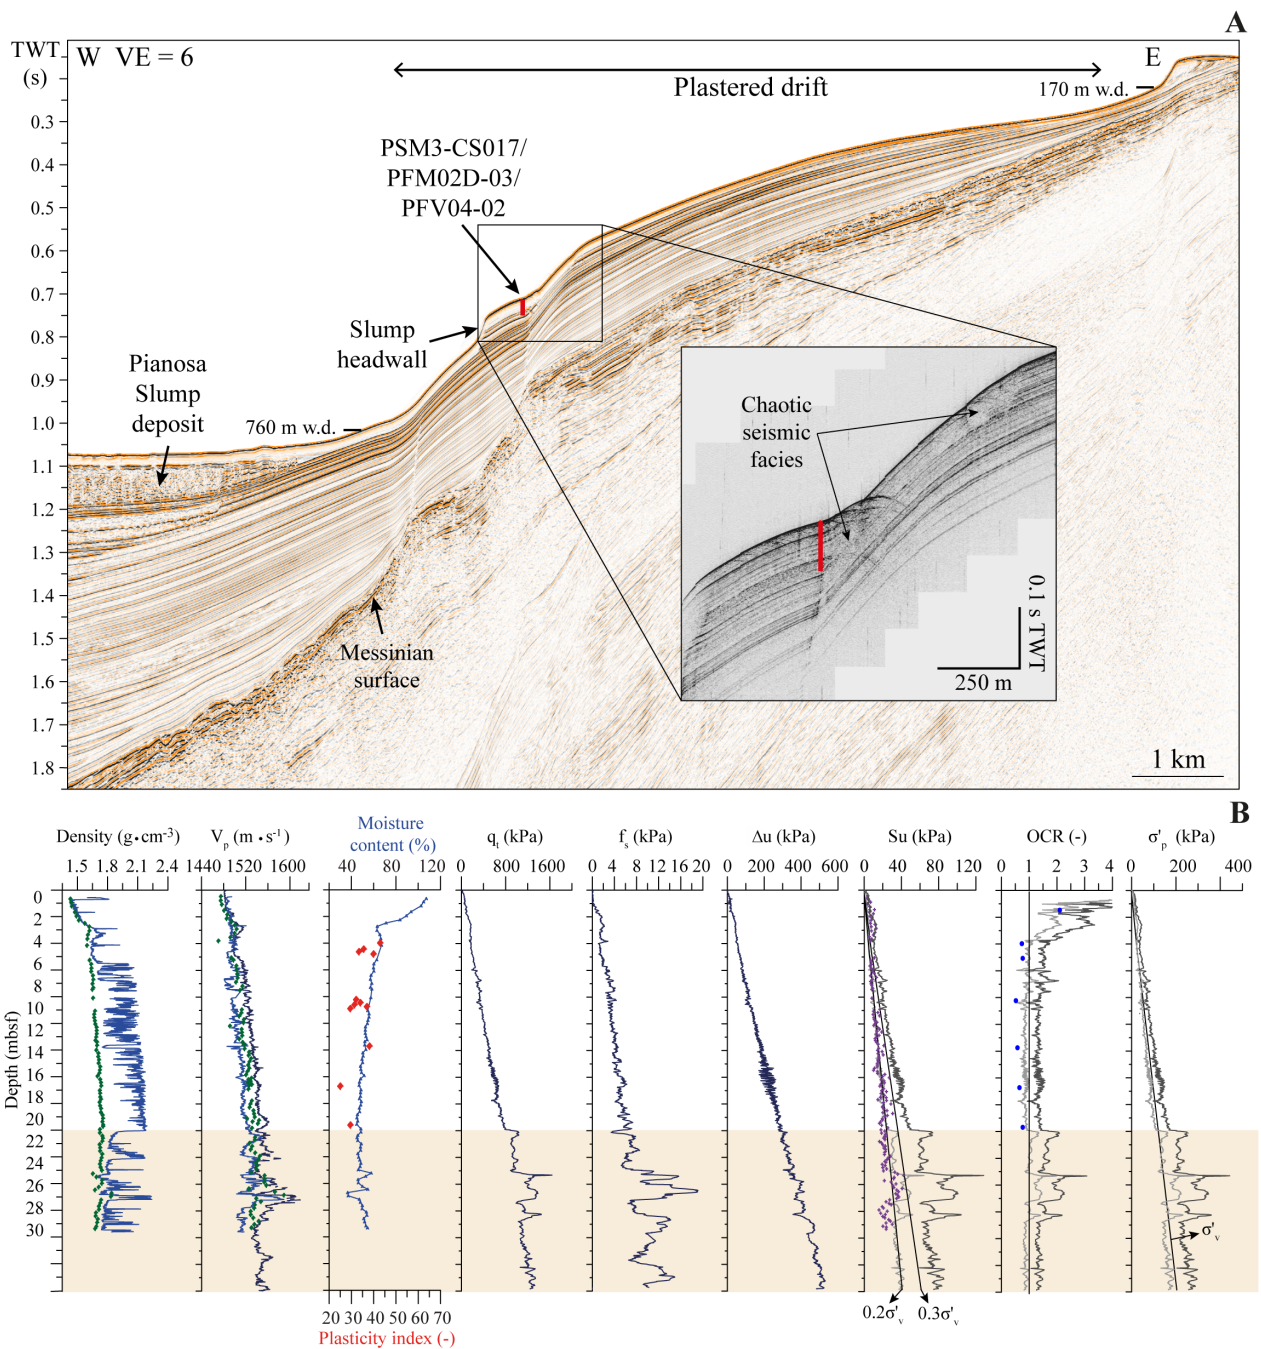 A
TWT
(s)
W VE = 6
E
Plastered drift
170 m w.d.
0.3
0.4
0.5
0.6
0.7
0.8
0.9
1.0
1.1
1.2
1.3
1.4
1.5
1.6
1.7
1.8
PSM3-CS017/
PFM02D-03/
PFV04-02
Slump
headwall
Pianosa
Slump
deposit
760 m w.d.
Messinian
surface
Chaotic
seismic
facies
0.1 s TWT
250 m
1 km
B
Density (g•cm-3)
1.5 1.8 2.1 2.4
Vp (m • s-1)
1440 1520 1600
Moisture
content (%)
40 80 120
qt (kPa)
0 800 1600
fs (kPa)
0 4 8 12 16 20
Δu (kPa)
0 200 400 600
Su (kPa)
0 40 80 120
OCR (-)
0 1 2 3 4
σ'p (kPa)
0 200 400
Depth (mbsf)
0
2
4
6
8
10
12
14
16
18
20
22
24
26
28
30
σ'v
0.2σ'v 0.3σ'v
20 30 40 50 60 70
Plasticity index (-)